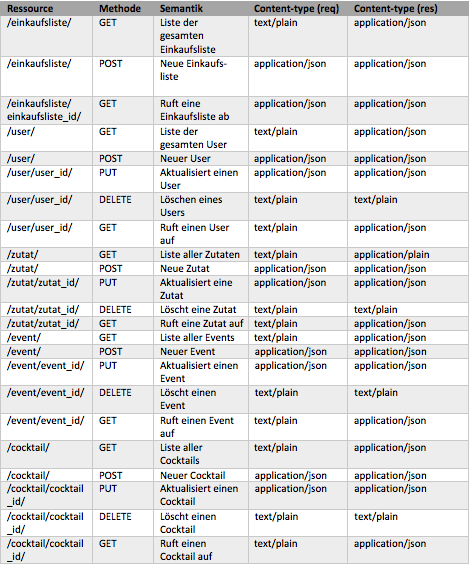 Ressource Methode Semantik Content-type (req) Content-type (res)
/einkaufsliste/ GET Liste der text/plain application/json
gesamten
Einkaufsliste
/einkaufsliste/ POST Neue Einkaufs- application/json application/json
liste
/einkaufsliste/ GET Ruft eine application/json application/json
einkaufsliste_id/ Einkaufsliste ab
/user/ GET Liste der text/plain application/json
gesamten User
/user/ POST Neuer User application/json application/json
/user/user_id/ PUT Aktualisiert einen application/json application/json
User
/user/user_id/ DELETE Löschen eines text/plain text/plain
Users
/user/user_id/ GET Ruft einen User text/plain application/json
auf
/zutat/ GET Liste aller Zutaten text/plain application/plain
/zutat/ POST Neue Zutat application/json application/json
/zutat/zutat_id/ PUT Aktualisiert eine application/json application/json
Zutat
/zutat/zutat_id/ DELETE Löscht eine Zutat text/plain text/plain
/zutat/zutat_id/ GET Ruft eine Zutat auf text/plain application/json
/event/ GET Liste aller Events text/plain application/json
/event/ POST Neuer Event application/json application/json
/event/event_id/ PUT Aktualisiert einen application/json application/json
Event
/event/event_id/ DELETE Löscht einen text/plain text/plain
Event
/event/event_id/ GET Ruft einen Event text/plain application/json
auf
/cocktail/ GET Liste aller text/plain application/json
Cocktails
/cocktail/ POST Neuer Cocktail application/json application/json
/cocktail/cocktail PUT Aktualisiert einen application/json application/json
_id/ Cocktail
/cocktail/cocktail DELETE Löscht einen text/plain text/plain
_id/ Cocktail
/cocktail/cocktail GET Ruft einen text/plain application/json
_id/ Cocktail auf